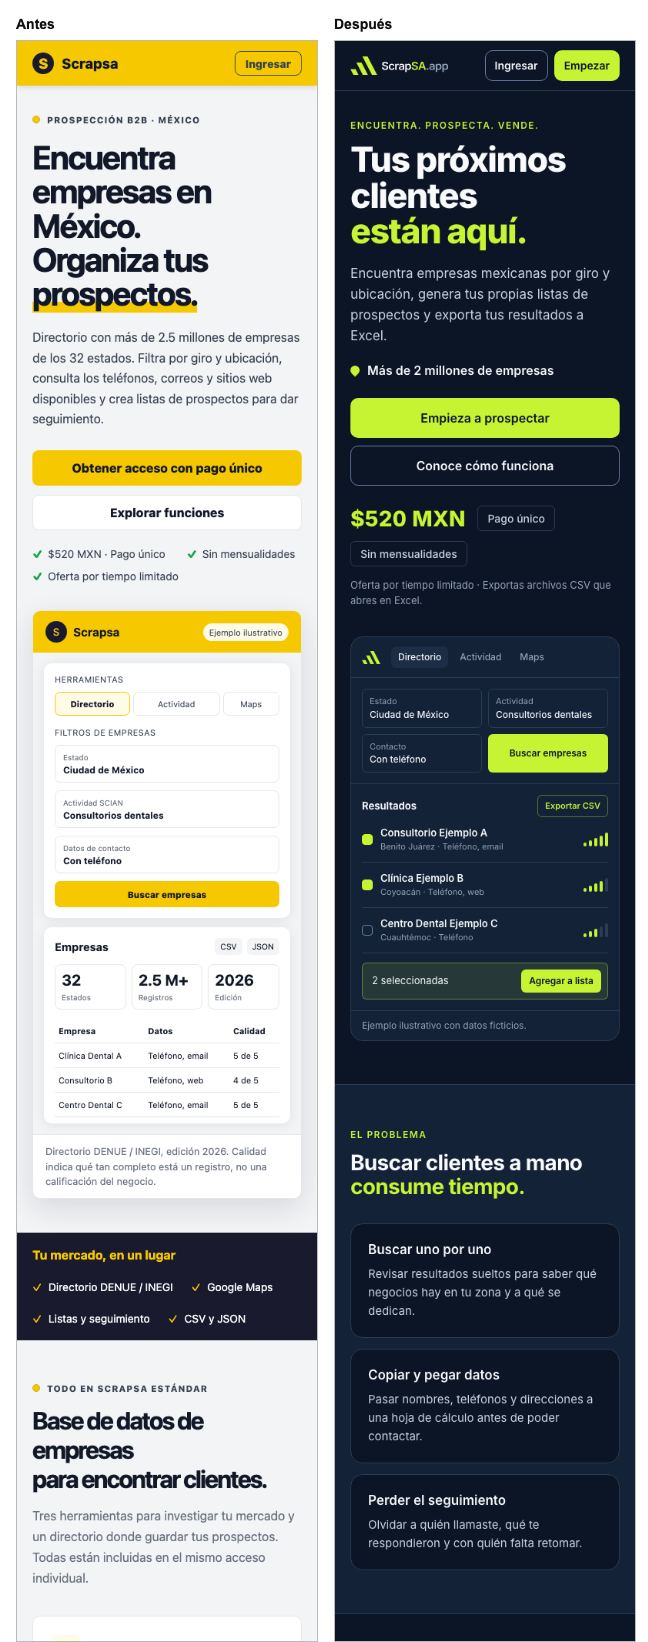 Antes
S Scrapsa
Ingresar
PROSPECCIÓN B2B · MÉXICO
Encuentra
empresas en
México.
Organiza tus
prospectos.
Directorio con más de 2.5 millones de empresas
de los 32 estados. Filtra por giro y ubicación,
consulta los teléfonos, correos y sitios web
disponibles y crea listas de prospectos para dar
seguimiento.
Obtener acceso con pago único
Explorar funciones
$520 MXN · Pago único
Sin mensualidades
Oferta por tiempo limitado
S Scrapsa
Ejemplo ilustrativo
HERRAMIENTAS
Directorio Actividad Maps
FILTROS DE EMPRESAS
Estado
Ciudad de México
Actividad SCIAN
Consultorios dentales
Datos de contacto
Con teléfono
Buscar empresas
Empresas CSV JSON
32 2.5 M+ 2026
Estados Registros Edición
Empresa Datos Calidad
Clínica Dental A Teléfono, email 5 de 5
Consultorio B Teléfono, web 4 de 5
Centro Dental C Teléfono, email 5 de 5
Directorio DENUE / INEGI, edición 2026. Calidad
indica qué tan completo está un registro, no una
calificación del negocio.
Tu mercado, en un lugar
Directorio DENUE / INEGI
Google Maps
Listas y seguimiento
CSV y JSON
TODO EN SCRAPSA ESTÁNDAR
Base de datos de
empresas
para encontrar clientes.
Tres herramientas para investigar tu mercado y
un directorio donde guardar tus prospectos.
Todas están incluidas en el mismo acceso
individual.
Después
ScrapSA.app
Ingresar
Empezar
ENCUENTRA. PROSPECTA. VENDE.
Tus próximos
clientes
están aquí.
Encuentra empresas mexicanas por giro y
ubicación, genera tus propias listas de
prospectos y exporta tus resultados a
Excel.
Más de 2 millones de empresas
Empieza a prospectar
Conoce cómo funciona
$520 MXN Pago único
Sin mensualidades
Oferta por tiempo limitado · Exportas archivos CSV que
abres en Excel.
Directorio Actividad Maps
Estado
Ciudad de México
Actividad
Consultorios dentales
Contacto
Con teléfono
Buscar empresas
Resultados
Exportar CSV
Consultorio Ejemplo A
Benito Juárez · Teléfono, email
Clínica Ejemplo B
Coyoacán · Teléfono, web
Centro Dental Ejemplo C
Cuauhtémoc · Teléfono
2 seleccionadas
Agregar a lista
Ejemplo ilustrativo con datos ficticios.
EL PROBLEMA
Buscar clientes a mano
consume tiempo.
Buscar uno por uno
Revisar resultados sueltos para saber qué
negocios hay en tu zona y a qué se
dedican.
Copiar y pegar datos
Pasar nombres, teléfonos y direcciones a
una hoja de cálculo antes de poder
contactar.
Perder el seguimiento
Olvidar a quién llamaste, qué te
respondieron y con quién falta retomar.